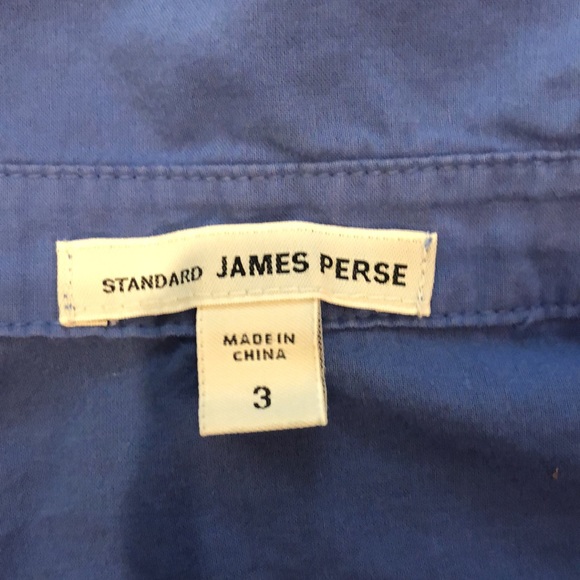 STANDARD JAMES PERSE
MADE IN
CHINA
3